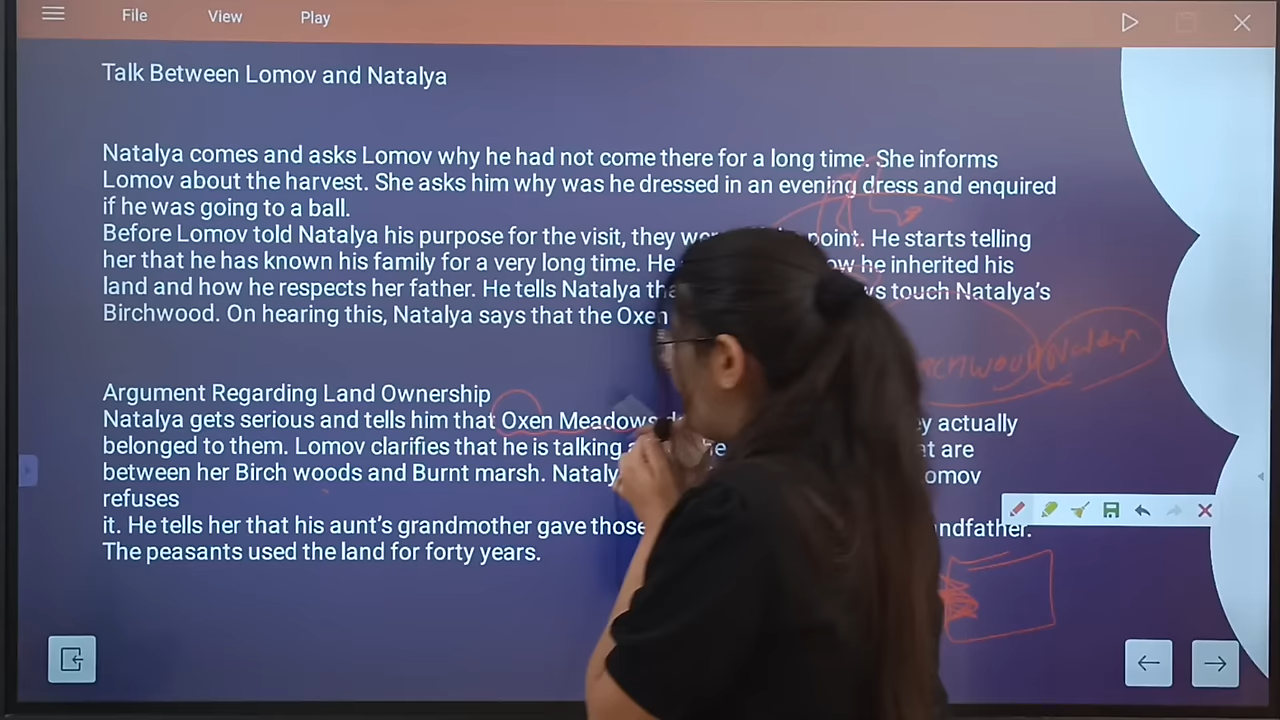 File View Play
Talk Between Lomov and Natalya
Natalya comes and asks Lomov why he had not come there for a long time. She informs
Lomov about the harvest. She asks him why was he dressed in an evening dress and enquired
if he was going to a ball.
Before Lomov told Natalya his purpose for the visit, they point. He starts telling
her that he has known his family for a very long time. He he inherited his
land and how he respects her father. He tells Natalya touch Natalya's
Birchwood. On hearing this, Natalya says that the Oxen
Argument Regarding Land Ownership
Natalya gets serious and tells him that Oxen Meadows actually
belonged to them. Lomov clarifies that he is talking are
between her Birch woods and Burnt marsh. Lomov
refuses
it. He tells her that his aunt's grandmother gave those
The peasants used the land for forty years.